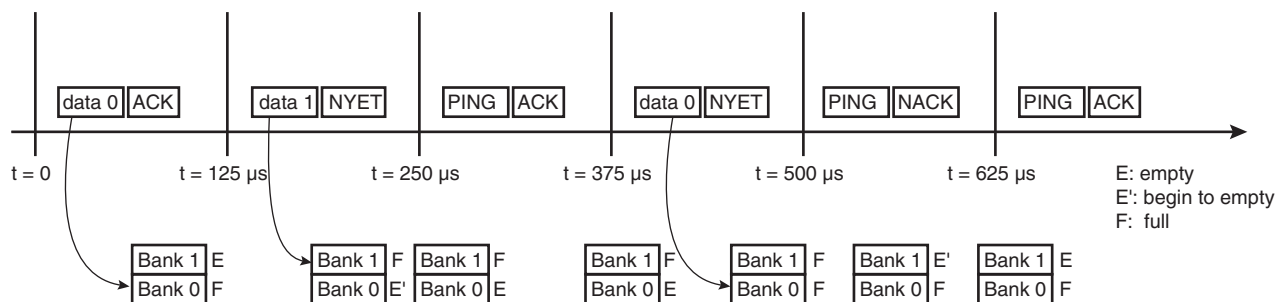 data 0 ACK data 1 NYET PING ACK data 0 NYET PING NACK PING ACK
t = 0 t = 125 µs t = 250 µs t = 375 µs t = 500 µs t = 625 µs
E: empty
E': begin to empty
F: full
Bank 1 E Bank 1 F Bank 1 F Bank 1 F Bank 1 F Bank 1 E' Bank 1 E
Bank 0 F Bank 0 E' Bank 0 E Bank 0 E Bank 0 F Bank 0 F Bank 0 F